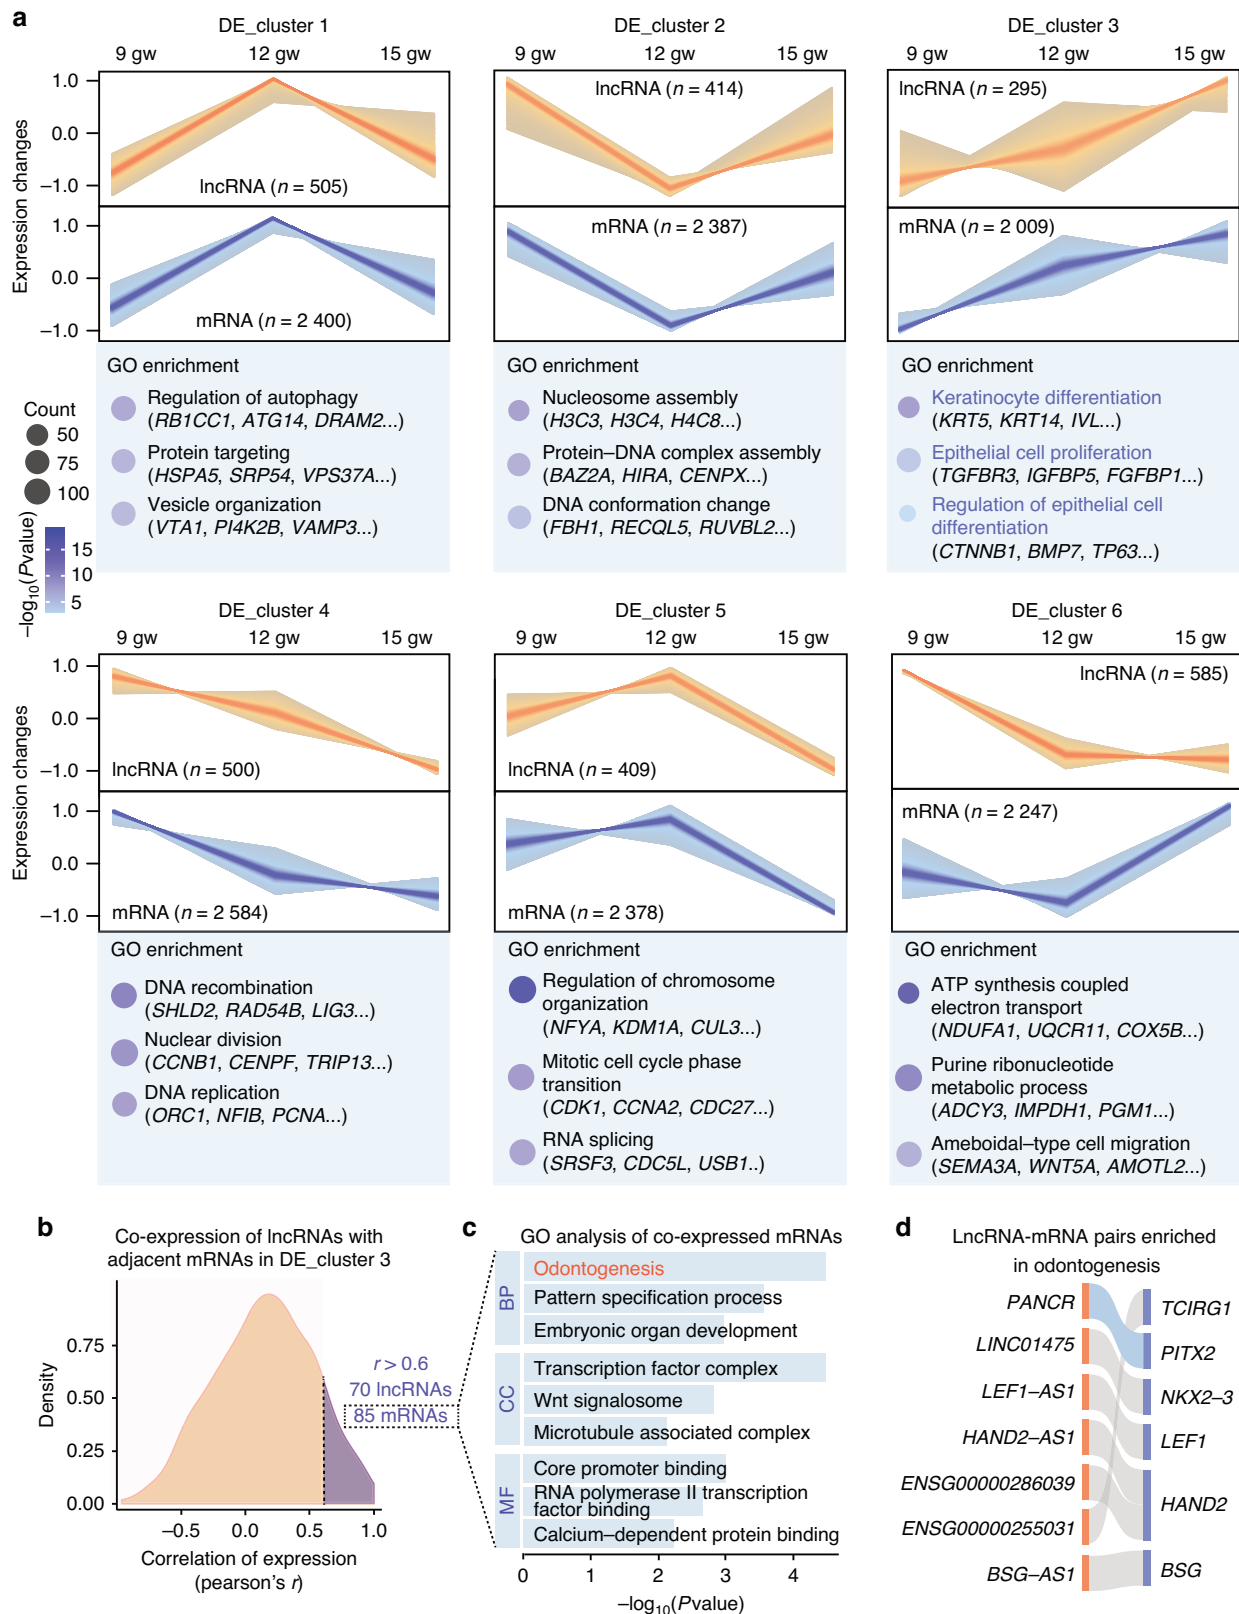 a
DE_cluster 1
9 gw 12 gw 15 gw
Expression changes
1.0
0.0
−1.0
lncRNA (n = 505)
1.0
0.0
−1.0
mRNA (n = 2 400)
GO enrichment
Regulation of autophagy
(RB1CC1, ATG14, DRAM2...)
Protein targeting
(HSPA5, SRP54, VPS37A...)
Vesicle organization
(VTA1, PI4K2B, VAMP3...)
DE_cluster 2
9 gw 12 gw 15 gw
lncRNA (n = 414)
mRNA (n = 2 387)
GO enrichment
Nucleosome assembly
(H3C3, H3C4, H4C8...)
Protein–DNA complex assembly
(BAZ2A, HIRA, CENPX...)
DNA conformation change
(FBH1, RECQL5, RUVBL2...)
DE_cluster 3
9 gw 12 gw 15 gw
lncRNA (n = 295)
mRNA (n = 2 009)
GO enrichment
Keratinocyte differentiation
(KRT5, KRT14, IVL...)
Epithelial cell proliferation
(TGFBR3, IGFBP5, FGFBP1...)
Regulation of epithelial cell
differentiation
(CTNNB1, BMP7, TP63...)
Count
50
75
100
−log10(Pvalue)
15
10
5
DE_cluster 4
9 gw 12 gw 15 gw
Expression changes
1.0
0.0
−1.0
lncRNA (n = 500)
1.0
0.0
−1.0
mRNA (n = 2 584)
GO enrichment
DNA recombination
(SHLD2, RAD54B, LIG3...)
Nuclear division
(CCNB1, CENPF, TRIP13...)
DNA replication
(ORC1, NFIB, PCNA...)
DE_cluster 5
9 gw 12 gw 15 gw
lncRNA (n = 409)
mRNA (n = 2 378)
GO enrichment
Regulation of chromosome
organization
(NFYA, KDM1A, CUL3...)
Mitotic cell cycle phase
transition
(CDK1, CCNA2, CDC27...)
RNA splicing
(SRSF3, CDC5L, USB1..)
DE_cluster 6
9 gw 12 gw 15 gw
lncRNA (n = 585)
mRNA (n = 2 247)
GO enrichment
ATP synthesis coupled
electron transport
(NDUFA1, UQCR11, COX5B...)
Purine ribonucleotide
metabolic process
(ADCY3, IMPDH1, PGM1...)
Ameboidal–type cell migration
(SEMA3A, WNT5A, AMOTL2...)
b
Co-expression of lncRNAs with
adjacent mRNAs in DE_cluster 3
Density
0.75
0.50
0.25
0.00
−0.5 0.0 0.5 1.0
Correlation of expression
(pearson's r)
r > 0.6
70 lncRNAs
85 mRNAs
c
GO analysis of co-expressed mRNAs
BP
Odontogenesis
Pattern specification process
Embryonic organ development
CC
Transcription factor complex
Wnt signalosome
Microtubule associated complex
MF
Core promoter binding
RNA polymerase II transcription
factor binding
Calcium–dependent protein binding
0 1 2 3 4
−log10(Pvalue)
d
LncRNA-mRNA pairs enriched
in odontogenesis
PANCR
LINC01475
LEF1–AS1
HAND2–AS1
ENSG00000286039
ENSG00000255031
BSG–AS1
TCIRG1
PITX2
NKX2–3
LEF1
HAND2
BSG